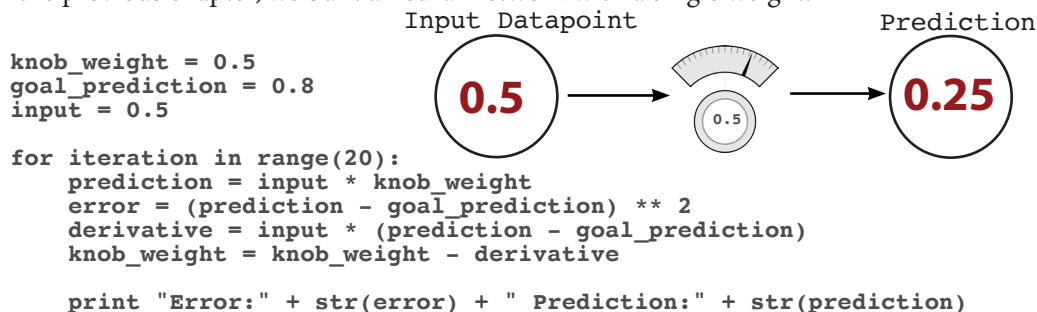 Input Datapoint
Prediction
knob_weight = 0.5
goal_prediction = 0.8
input = 0.5
0.5
0.5
0.25
for iteration in range(20):
    prediction = input * knob_weight
    error = (prediction - goal_prediction) ** 2
    derivative = input * (prediction - goal_prediction)
    knob_weight = knob_weight - derivative
    print "Error:" + str(error) + " Prediction:" + str(prediction)